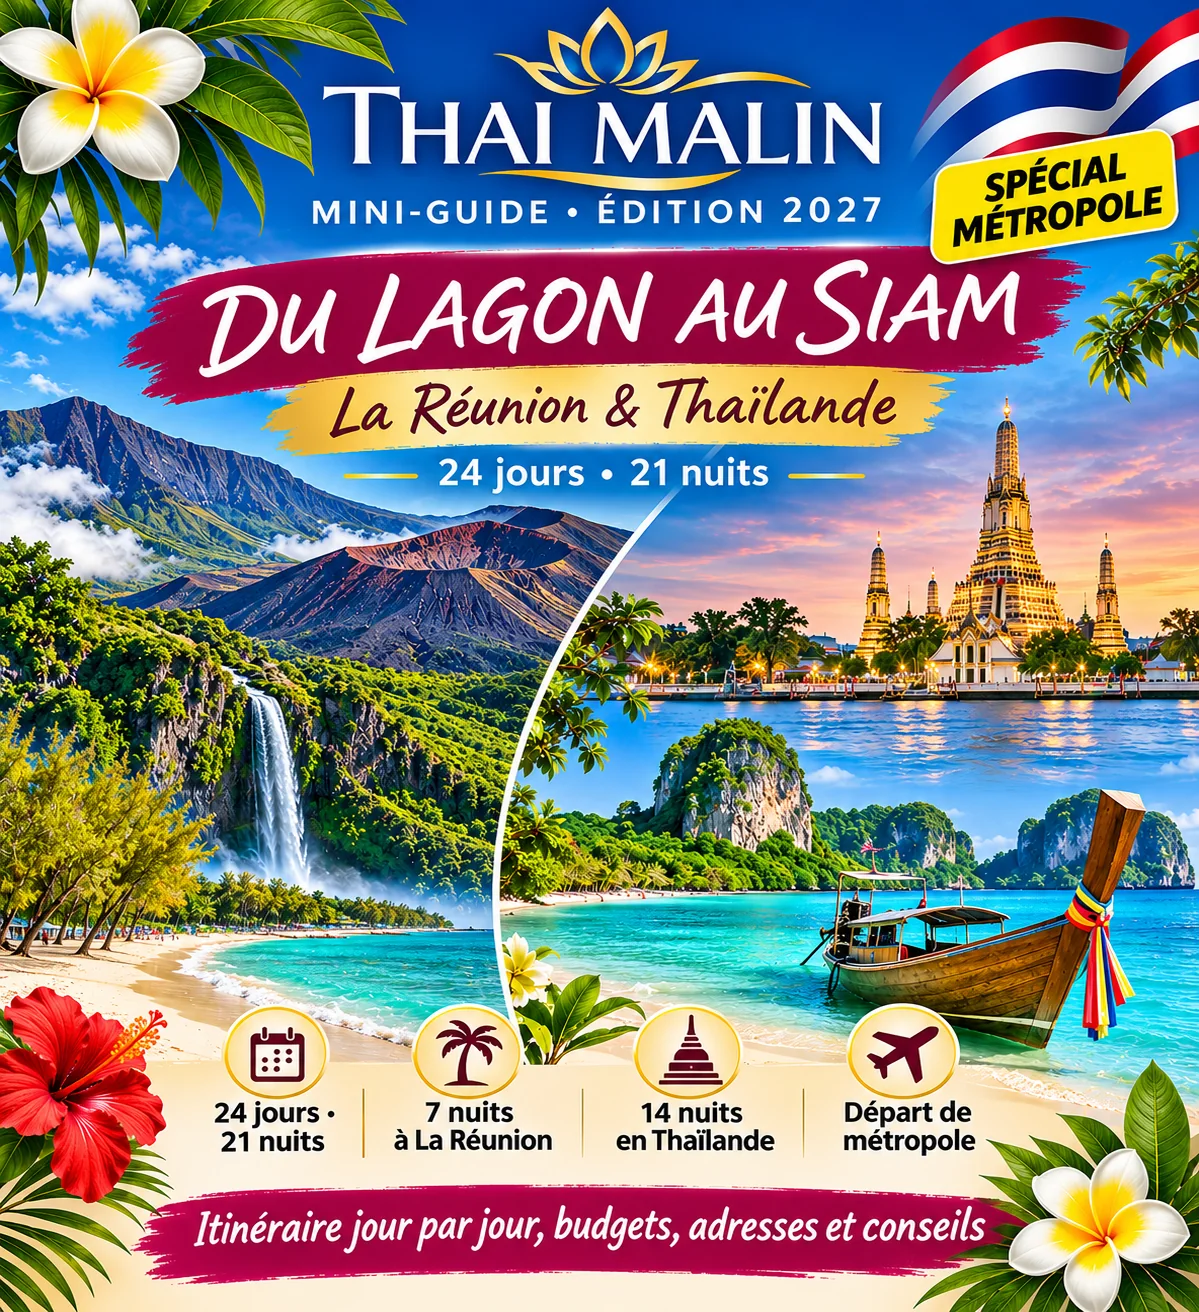 THAI MALIN
MINI-GUIDE • ÉDITION 2027
SPÉCIAL
MÉTROPOLE
DU LAGON AU SIAM
La Réunion & Thaïlande
24 jours • 21 nuits
24 jours •
21 nuits
7 nuits
à La Réunion
14 nuits
en Thaïlande
Départ de
métropole
Itinéraire jour par jour, budgets, adresses et conseils